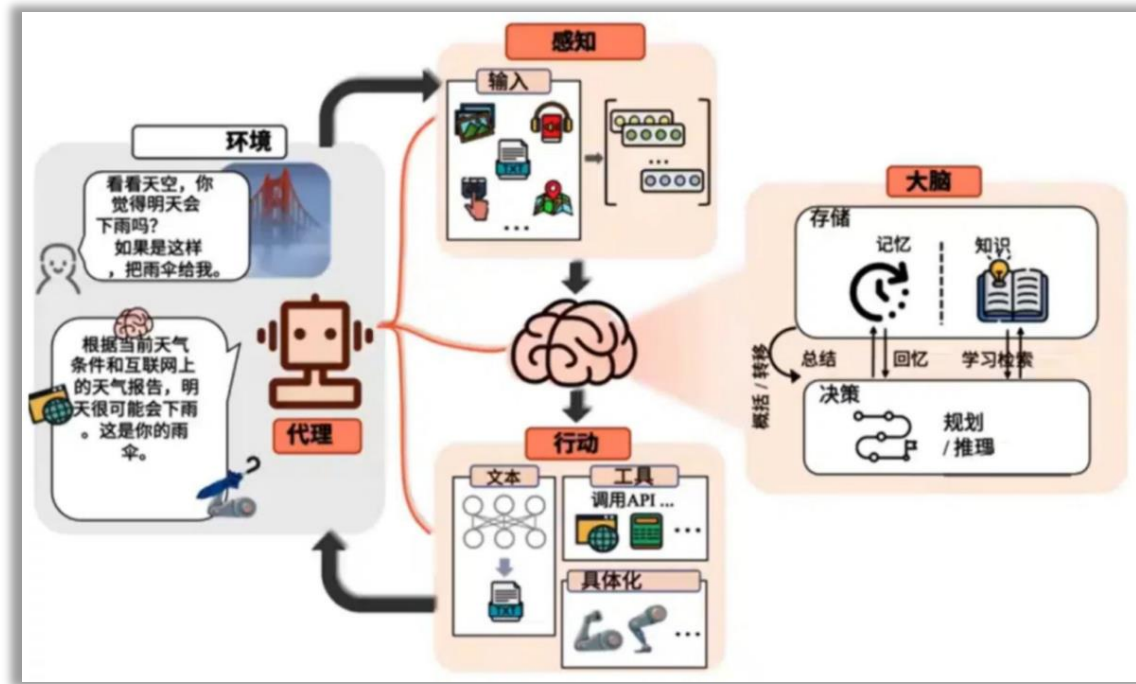 感知
输入
TXT
...
...
环境
看看天空，你
觉得明天会
下雨吗？
如果是这样
，把雨伞给我。
根据当前天气
条件和互联网上
的天气报告，明
天很可能会下雨
。这是你的雨
伞。
代理
大脑
存储
记忆
知识
概括 / 转移
总结
回忆
学习检索
决策
规划
/ 推理
行动
文本
TXT
工具
调用API ...
...
具体化
...